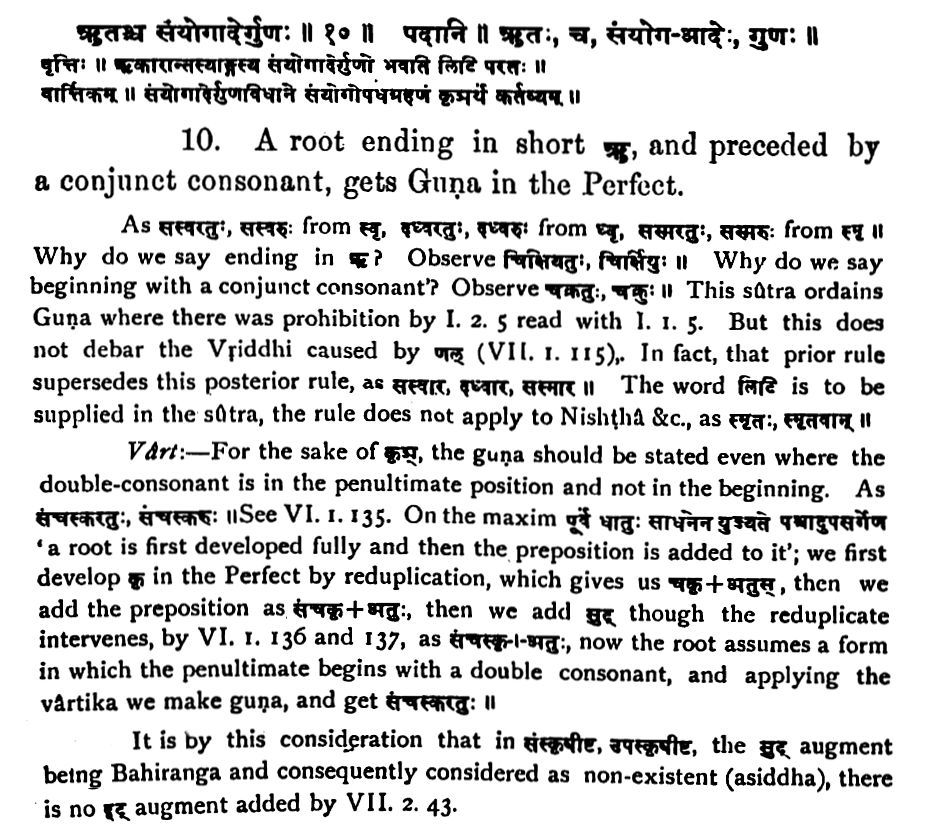 ऋतश्च संयोगादेर्गुणः ॥ १० ॥ पदानि ॥ ऋतः, च, संयोग-आदेः, गुणः ॥
वृत्तिः ॥ ऋकारान्तस्याङ्गस्य संयोगादेर्गुणो भवति लिटि परतः ॥
वार्त्तिकम् ॥ संयोगादेर्गुणविधाने संयोगोपधग्रहणं कृञर्थं कर्तव्यम् ॥
10. A root ending in short ऋ, and preceded by
a conjunct consonant, gets Guṇa in the Perfect.
As सस्वरतुः, सस्वरुः from स्वृ, दध्वरतुः, दध्वरुः from ध्वृ, सस्मरतुः, सस्मरुः from स्मृ ॥
Why do we say ending in ऋ? Observe चिक्षियतुः, चिक्षियुः ॥ Why do we say
beginning with a conjunct consonant'? Observe चक्रतुः, चक्रुः ॥ This sûtra ordains
Guṇa where there was prohibition by I. 2. 5 read with I. 1. 5. But this does
not debar the Vṛiddhi caused by णल् (VII. 1. 115),. In fact, that prior rule
supersedes this posterior rule, as सस्वार, दध्वार, सस्मार ॥ The word लिटि is to be
supplied in the sûtra, the rule does not apply to Nishṭhâ &c., as स्मृतः, स्मृतवान् ॥
Vârt:—For the sake of कृञ्, the guṇa should be stated even where the
double-consonant is in the penultimate position and not in the beginning. As
संचस्करतुः, संचस्करुः ॥See VI. 1. 135. On the maxim पूर्वं धातुः साधनेन युज्यते पश्चादुपसर्गेण
'a root is first developed fully and then the preposition is added to it'; we first
develop कृ in the Perfect by reduplication, which gives us चकृ+अतुस्, then we
add the preposition as संचकृ+अतुः, then we add सुट् though the reduplicate
intervenes, by VI. 1. 136 and 137, as संचस्कृ-।-अतुः, now the root assumes a form
in which the penultimate begins with a double consonant, and applying the
vârtika we make guṇa, and get संचस्करतुः ॥
It is by this consideration that in संस्कृषीष्ट, उपस्कृषीष्ट, the सुट् augment
being Bahiranga and consequently considered as non-existent (asiddha), there
is no इट् augment added by VII. 2. 43.